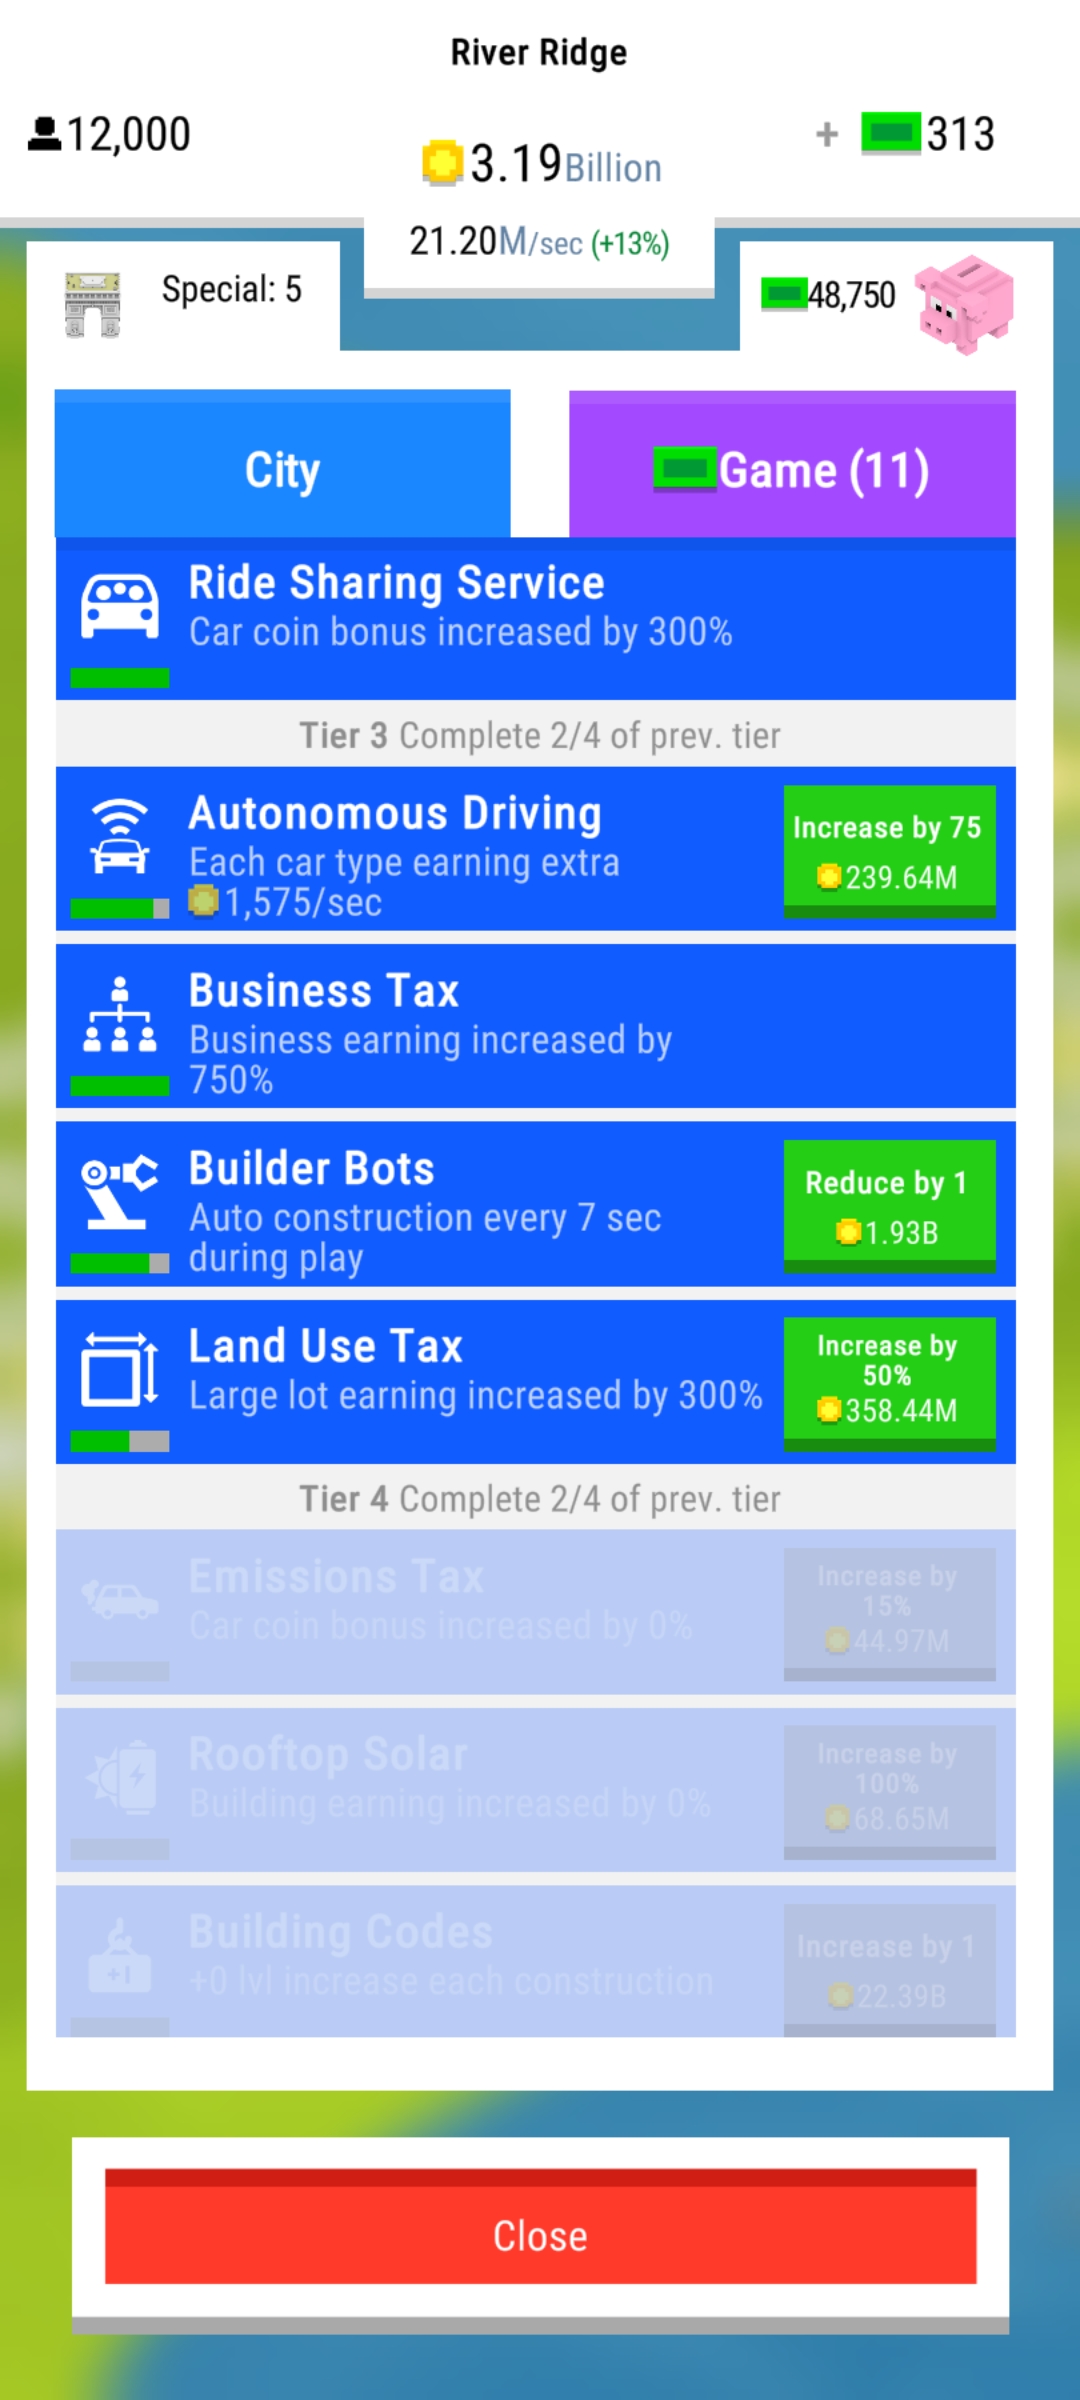 River Ridge
12,000
3.19Billion
+ 313
21.20M/sec (+13%)
Special: 5
48,750
City
Game (11)
Ride Sharing Service
Car coin bonus increased by 300%
Tier 3 Complete 2/4 of prev. tier
Autonomous Driving
Each car type earning extra
1,575/sec
Increase by 75
239.64M
Business Tax
Business earning increased by
750%
Builder Bots
Auto construction every 7 sec
during play
Reduce by 1
1.93B
Land Use Tax
Large lot earning increased by 300%
Increase by
50%
358.44M
Tier 4 Complete 2/4 of prev. tier
Emissions Tax
Car coin bonus increased by 0%
Increase by
15%
44.97M
Rooftop Solar
Building earning increased by 0%
Increase by
100%
68.65M
+1
Building Codes
+0 lvl increase each construction
Increase by 1
22.39B
Close